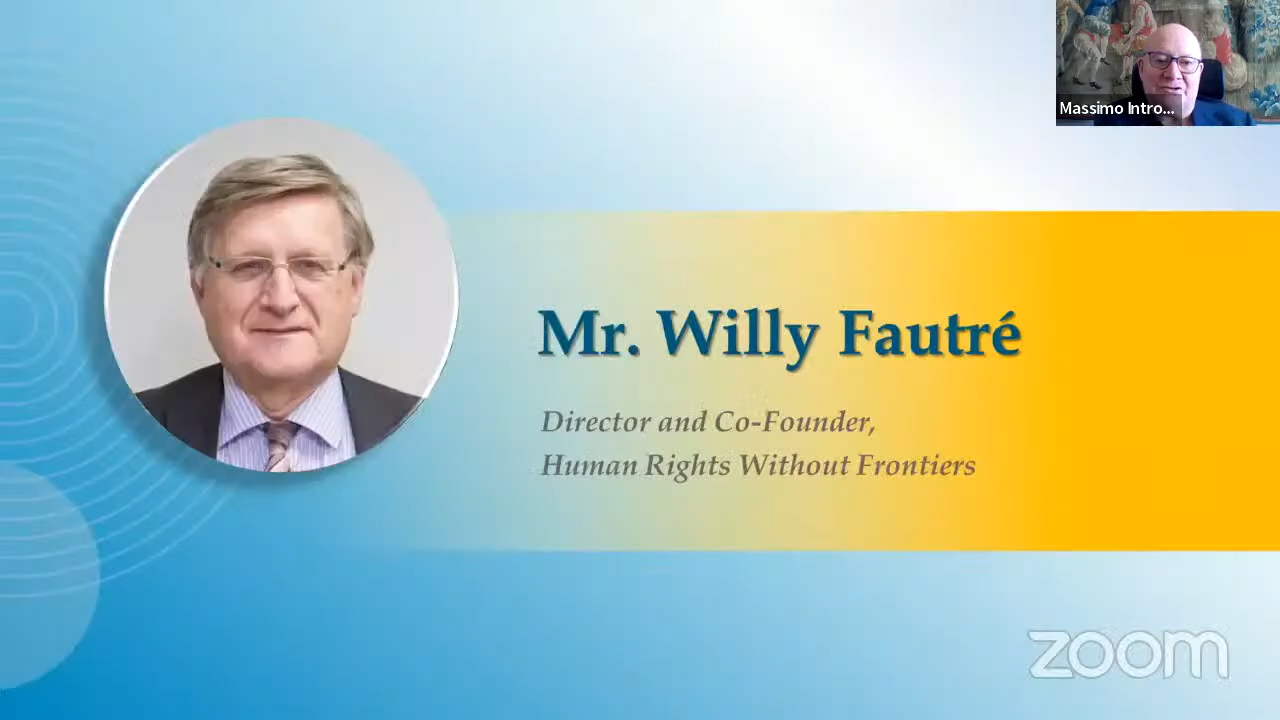 Massimo Intro...
Mr. Willy Fautré
Director and Co-Founder,
Human Rights Without Frontiers
zoom